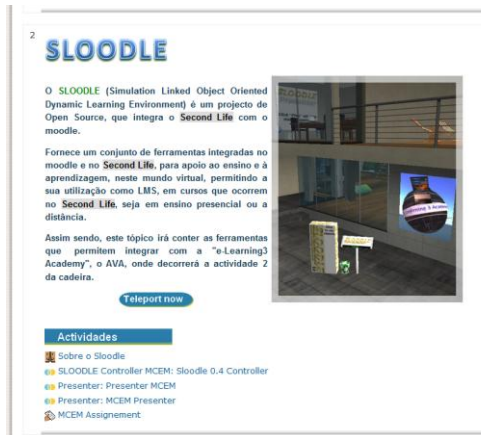 2
SLOODLE
O SLOODLE (Simulation Linked Object Oriented
Dynamic Learning Environment) é um projecto de
Open Source, que integra o Second Life com o
moodle.
Fornece um conjunto de ferramentas integradas no
moodle e no Second Life, para apoio ao ensino e à
aprendizagem, neste mundo virtual, permitindo a
sua utilização como LMS, em cursos que ocorrem
no Second Life, seja em ensino presencial ou a
distância.
Assim sendo, este tópico irá conter as ferramentas
que permitem integrar com a "e-Learning3
Academy", o AVA, onde decorrerá a actividade 2
da cadeira.
Teleport now
Actividades
Sobre o Sloodle
SLOODLE Controller MCEM: Sloodle 0.4 Controller
Presenter: Presenter MCEM
Presenter: MCEM Presenter
MCEM Assignement